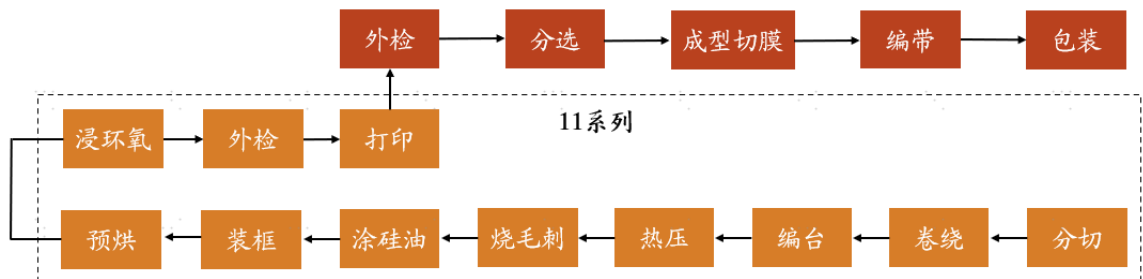 外检
分选
成型切膜
编带
包装
11系列
浸环氧
外检
打印
预烘
装框
涂硅油
烧毛刺
热压
编台
卷绕
分切